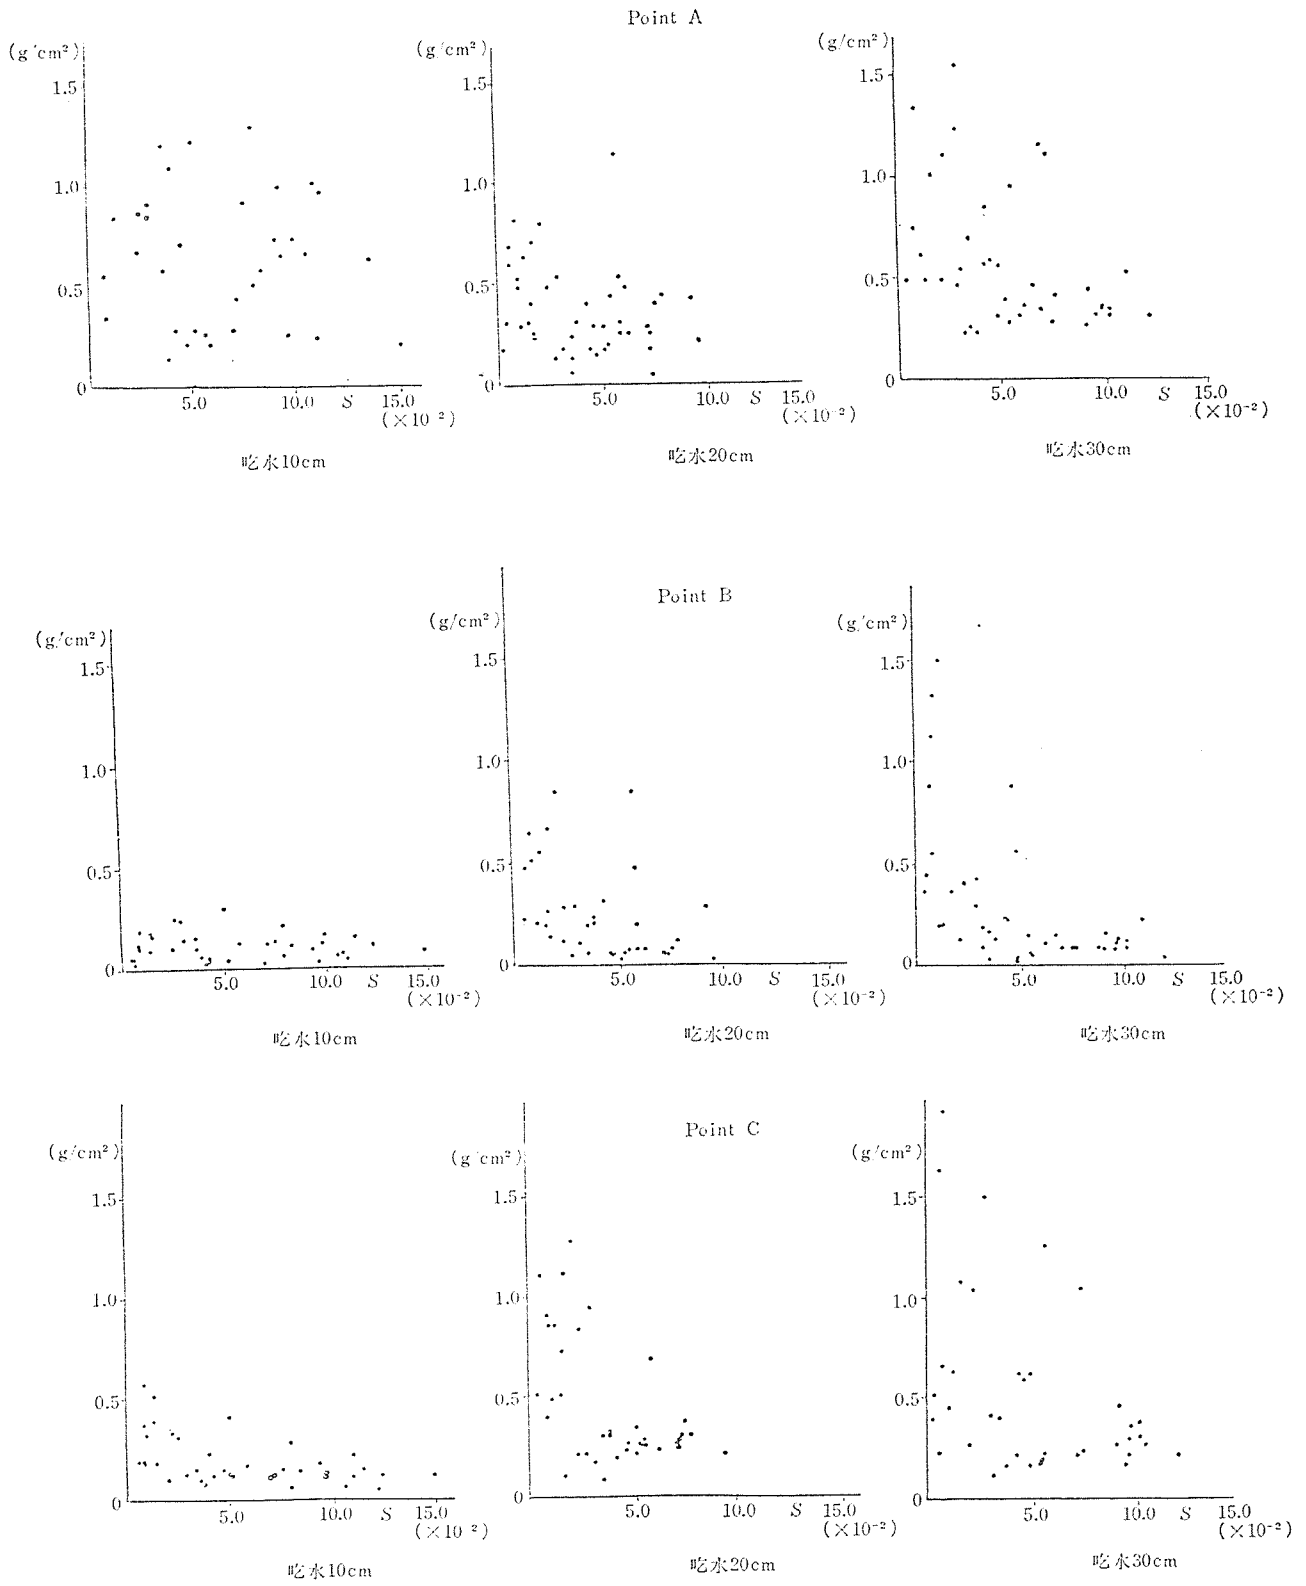 Point A
(g/cm²) (g/cm²) (g/cm²)
1.5 1.5 1.5
1.0 1.0 1.0
0.5 0.5 0.5
0 0 0
5.0 10.0 S 15.0 5.0 10.0 S 15.0 5.0 10.0 S 15.0
(×10⁻²) (×10⁻²) (×10⁻²)
吃水10cm 吃水20cm 吃水30cm
Point B
(g/cm²) (g/cm²) (g/cm²)
1.5 1.5 1.5
1.0 1.0 1.0
0.5 0.5 0.5
0 0 0
5.0 10.0 S 15.0 5.0 10.0 S 15.0 5.0 10.0 S 15.0
(×10⁻²) (×10⁻²) (×10⁻²)
吃水10cm 吃水20cm 吃水30cm
Point C
(g/cm²) (g/cm²) (g/cm²)
1.5 1.5 1.5
1.0 1.0 1.0
0.5 0.5 0.5
0 0 0
5.0 10.0 S 15.0 5.0 10.0 S 15.0 5.0 10.0 S 15.0
(×10⁻²) (×10⁻²) (×10⁻²)
吃水10cm 吃水20cm 吃水30cm